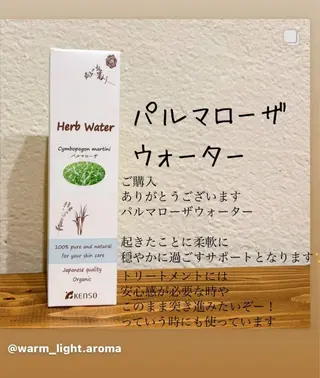 Herb Water
Cymbopogon martini
パルマローザ
100% pure and natural
for your skin care
Japanese quality
Organic
KENSO
パルマローザ
ウォーター
ご購入
ありがとうございます
パルマローザウォーター
起きたことに柔軟に
穏やかに過ごすサポートとなります
トリートメントには
安心感が必要な時や
このまま突き進みたいぞー!
っていう時にも使っています
@warm_light.aroma